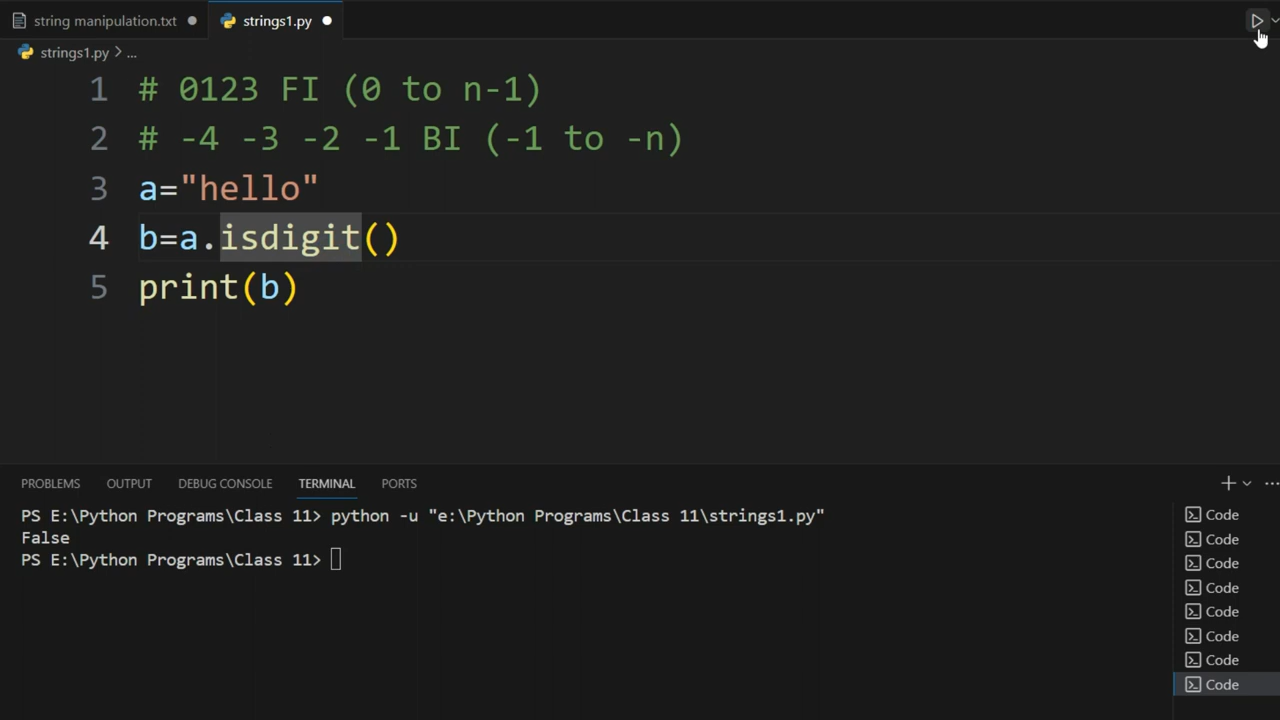 string manipulation.txt
strings1.py
strings1.py > ...
1 # 0123 FI (0 to n-1)
2 # -4 -3 -2 -1 BI (-1 to -n)
3 a="hello"
4 b=a.isdigit()
5 print(b)
PROBLEMS OUTPUT DEBUG CONSOLE TERMINAL PORTS
PS E:\Python Programs\Class 11> python -u "e:\Python Programs\Class 11\strings1.py"
False
PS E:\Python Programs\Class 11>
Code
Code
Code
Code
Code
Code
Code
Code